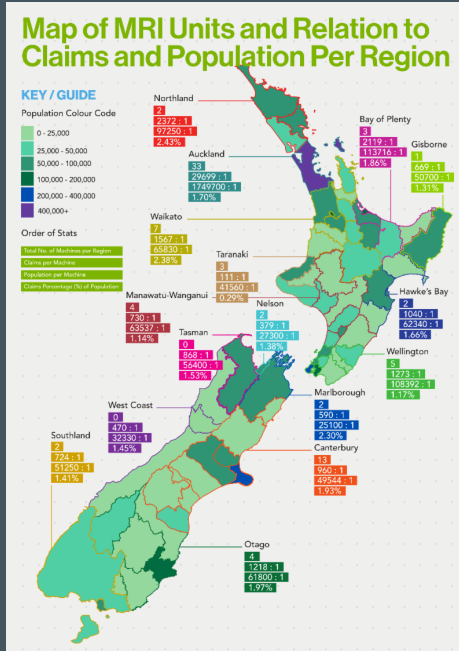 Map of MRI Units and Relation to
Claims and Population Per Region
KEY / GUIDE
Population Colour Code
0 - 25,000
25,000 - 50,000
50,000 - 100,000
100,000 - 200,000
200,000 - 400,000
400,000+
Order of Stats
Total No. of Machines per Region
Claims per Machine
Population per Machine
Claims Percentage (%) of Population
Northland
2
2372 : 1
97250 : 1
2.43%
Auckland
33
29699 : 1
1749700 : 1
1.70%
Bay of Plenty
3
2119 : 1
113716 : 1
1.86%
Gisborne
1
669 : 1
50700 : 1
1.31%
Waikato
7
1567 : 1
65830 : 1
2.38%
Taranaki
3
111 : 1
41560 : 1
0.29%
Manawatu-Wanganui
4
730 : 1
63537 : 1
1.14%
Nelson
2
379 : 1
27300 : 1
1.38%
Hawke's Bay
2
1040 : 1
62340 : 1
1.66%
Tasman
0
868 : 1
56400 : 1
1.53%
Wellington
5
1273 : 1
108392 : 1
1.17%
Marlborough
2
590 : 1
25100 : 1
2.30%
West Coast
0
470 : 1
32330 : 1
1.45%
Southland
2
724 : 1
51250 : 1
1.41%
Canterbury
13
960 : 1
49544 : 1
1.93%
Otago
4
1218 : 1
61800 : 1
1.97%